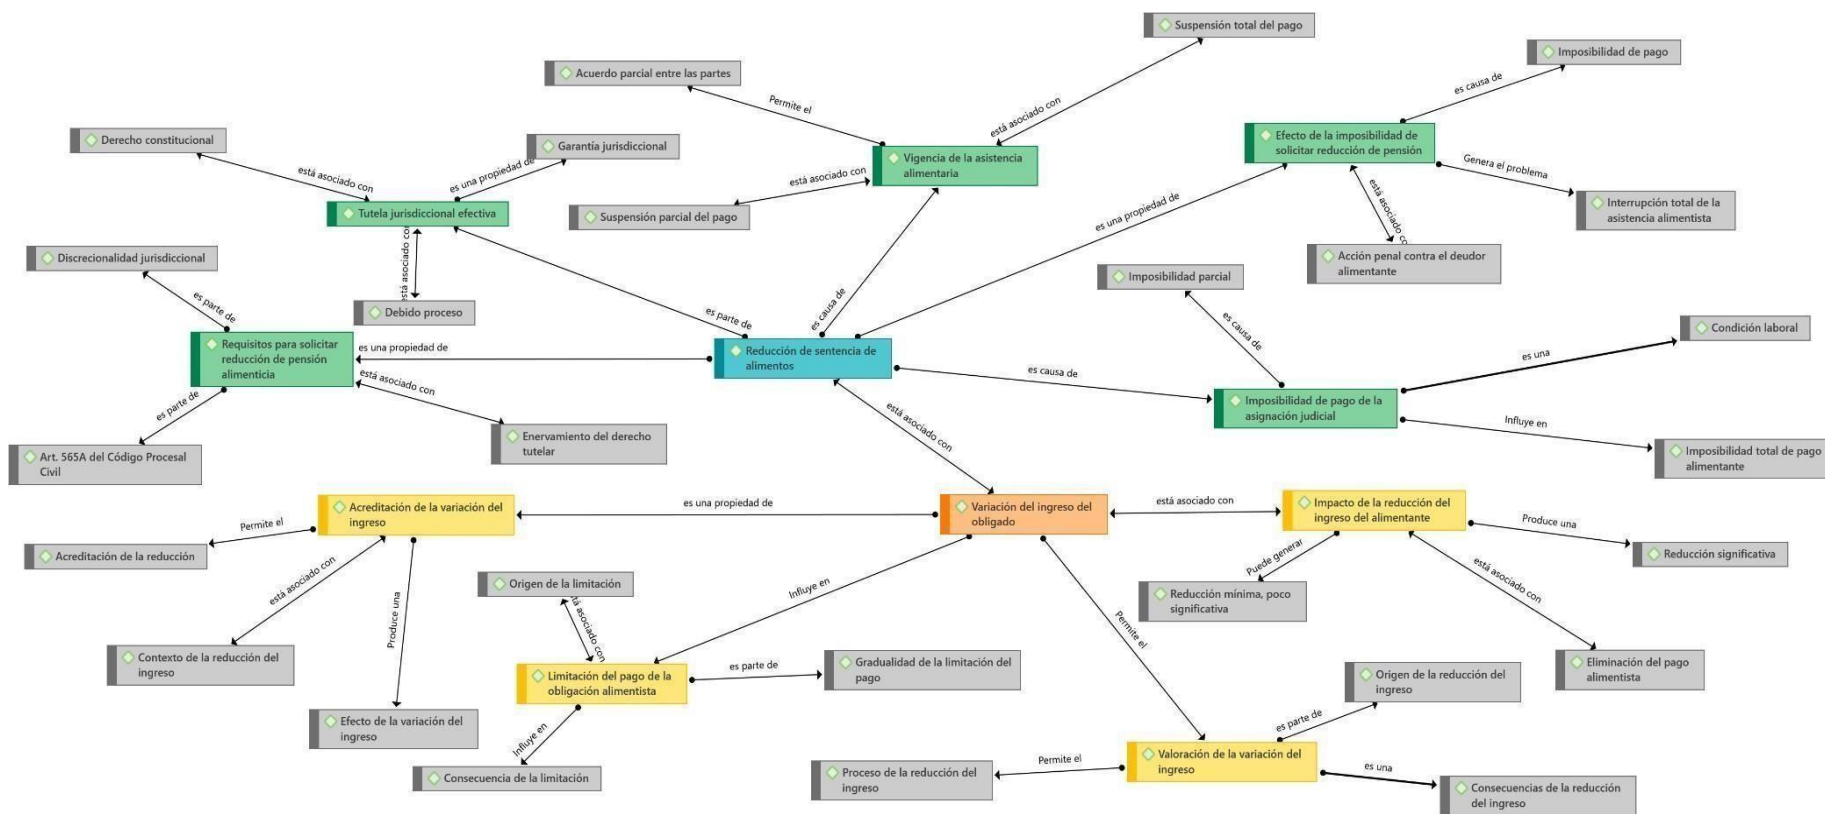 Suspensión total del pago
Imposibilidad de pago
Acuerdo parcial entre las partes
es causa de
Permite el
está asociado con
Derecho constitucional
Garantía jurisdiccional
Efecto de la imposibilidad de
solicitar reducción de pensión
Vigencia de la asistencia
alimentaria
Genera el problema
está asociado con
es una propiedad de
está asociado con
está asociado co
Interrupción total de la
asistencia alimentista
Tutela jurisdiccional efectiva
Suspensión parcial del pago
es una propiedad de
Discrecionalidad jurisdiccional
está asociado con
Acción penal contra el deudor
alimentante
Imposibilidad parcial
es parte de
Debido proceso
es parte de
es causa de
es causa de
Condición laboral
Requisitos para solicitar
reducción de pensión
alimenticia
es una propiedad de
Reducción de sentencia de
alimentos
es una
es causa de
está asociado con
es parte de
Imposibilidad de pago de la
asignación judicial
está asociado con
Influye en
Enervamiento del derecho
tutelar
Art. 565A del Código Procesal
Civil
Imposibilidad total de pago
alimentante
Acreditación de la variación del
ingreso
es una propiedad de
Variación del ingreso del
obligado
está asociado con
Impacto de la reducción del
ingreso del alimentante
Permite el
Produce una
Acreditación de la reducción
Puede generar
Reducción significativa
está asociado con
Origen de la limitación
Influye en
está asociado con
Reducción mínima, poco
significativa
Produce una
tá asociado con
Permite el
Contexto de la reducción del
ingreso
Limitación del pago de la
obligación alimentista
es parte de
Gradualidad de la limitación del
pago
Eliminación del pago
alimentista
Origen de la reducción del
ingreso
Efecto de la variación del
ingreso
es parte de
Influye en
Valoración de la variación del
ingreso
Permite el
es una
Consecuencia de la limitación
Proceso de la reducción del
ingreso
Consecuencias de la reducción
del ingreso